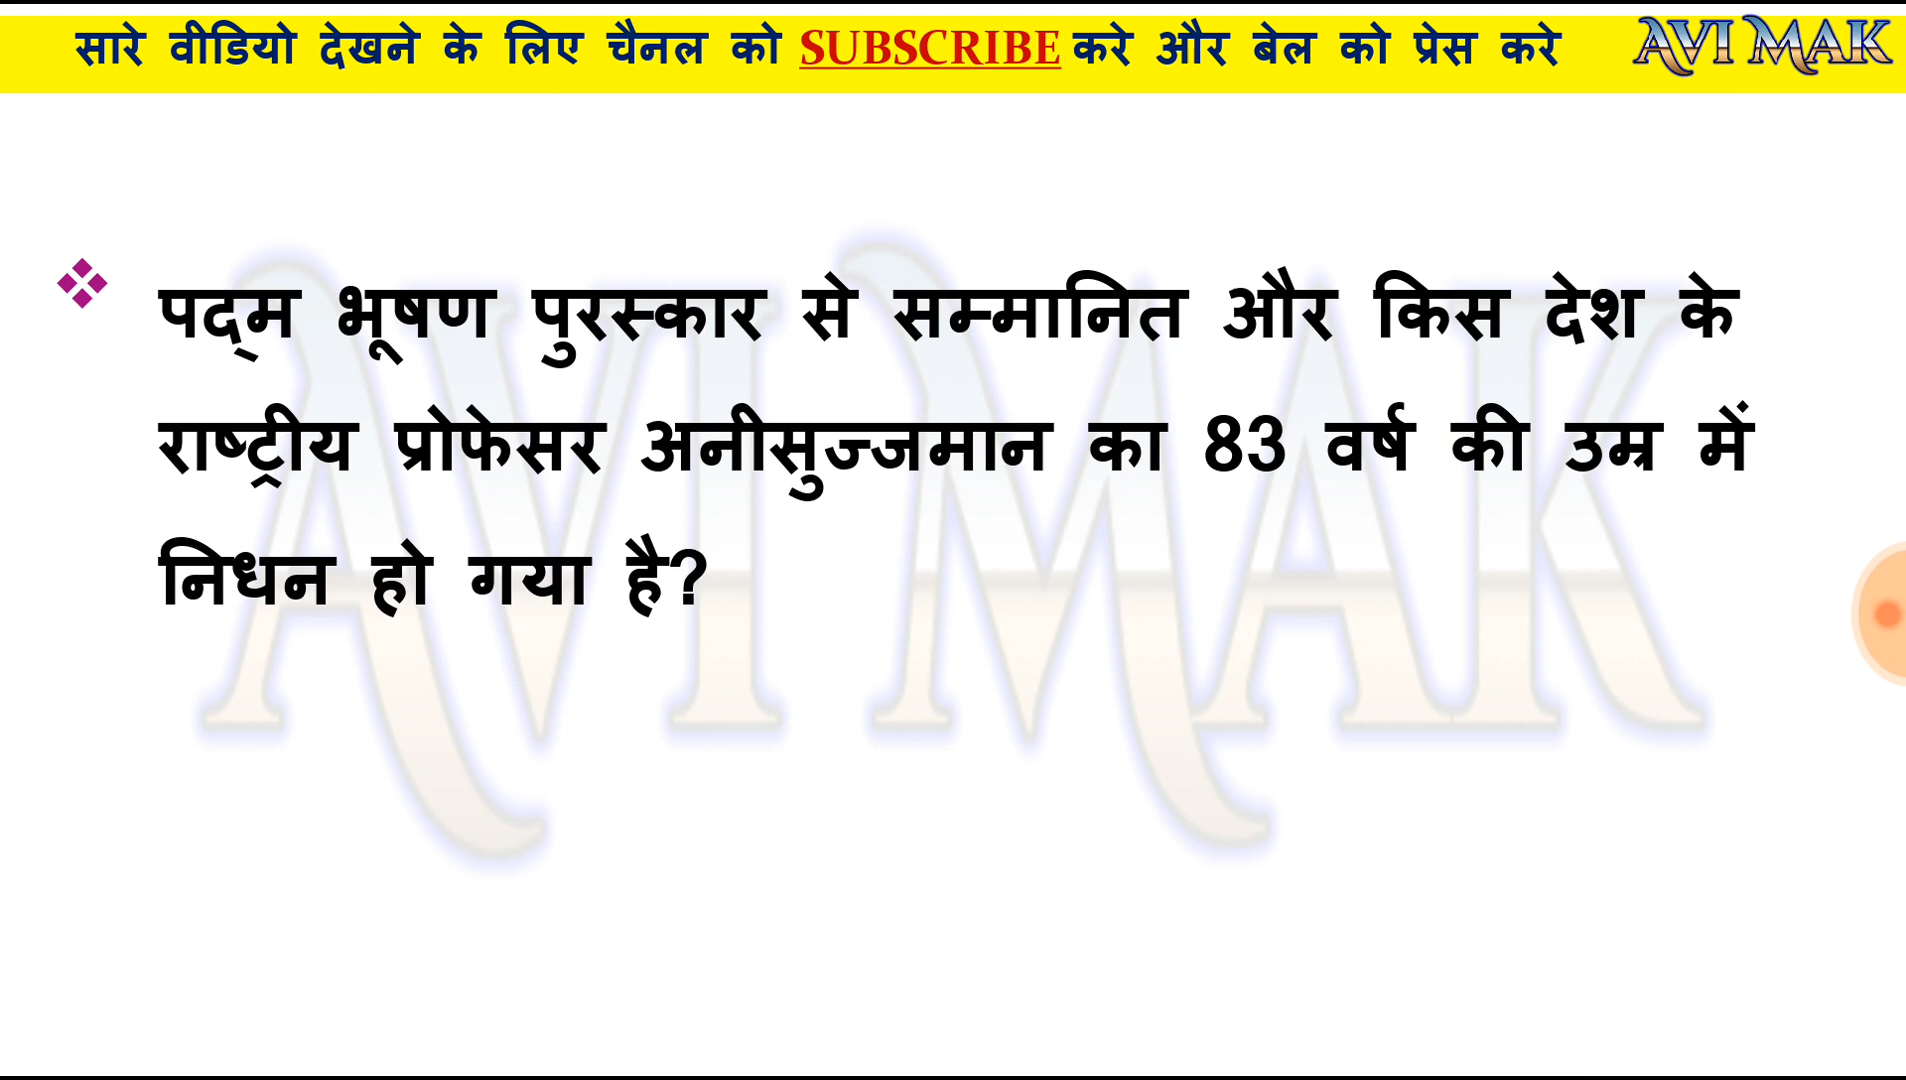 सारे वीडियो देखने के लिए चैनल को SUBSCRIBE करे और बेल को प्रेस करे AVI MAK
पद्म भूषण पुरस्कार से सम्मानित और किस देश के
राष्ट्रीय प्रोफेसर अनीसुज्जमान का 83 वर्ष की उम्र में
निधन हो गया है?
AVI MAK